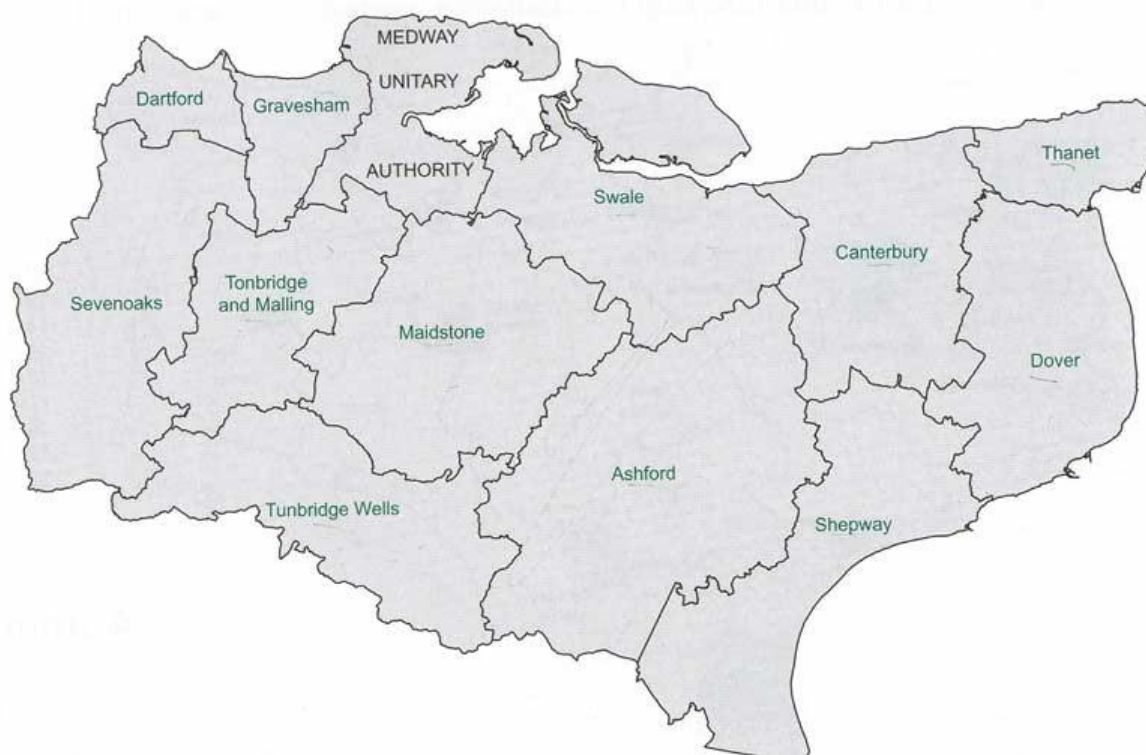 MEDWAY
UNITARY
AUTHORITY
Dartford
Gravesham
Thanet
Swale
Canterbury
Sevenoaks
Tonbridge
and Malling
Maidstone
Dover
Ashford
Tunbridge Wells
Shepway